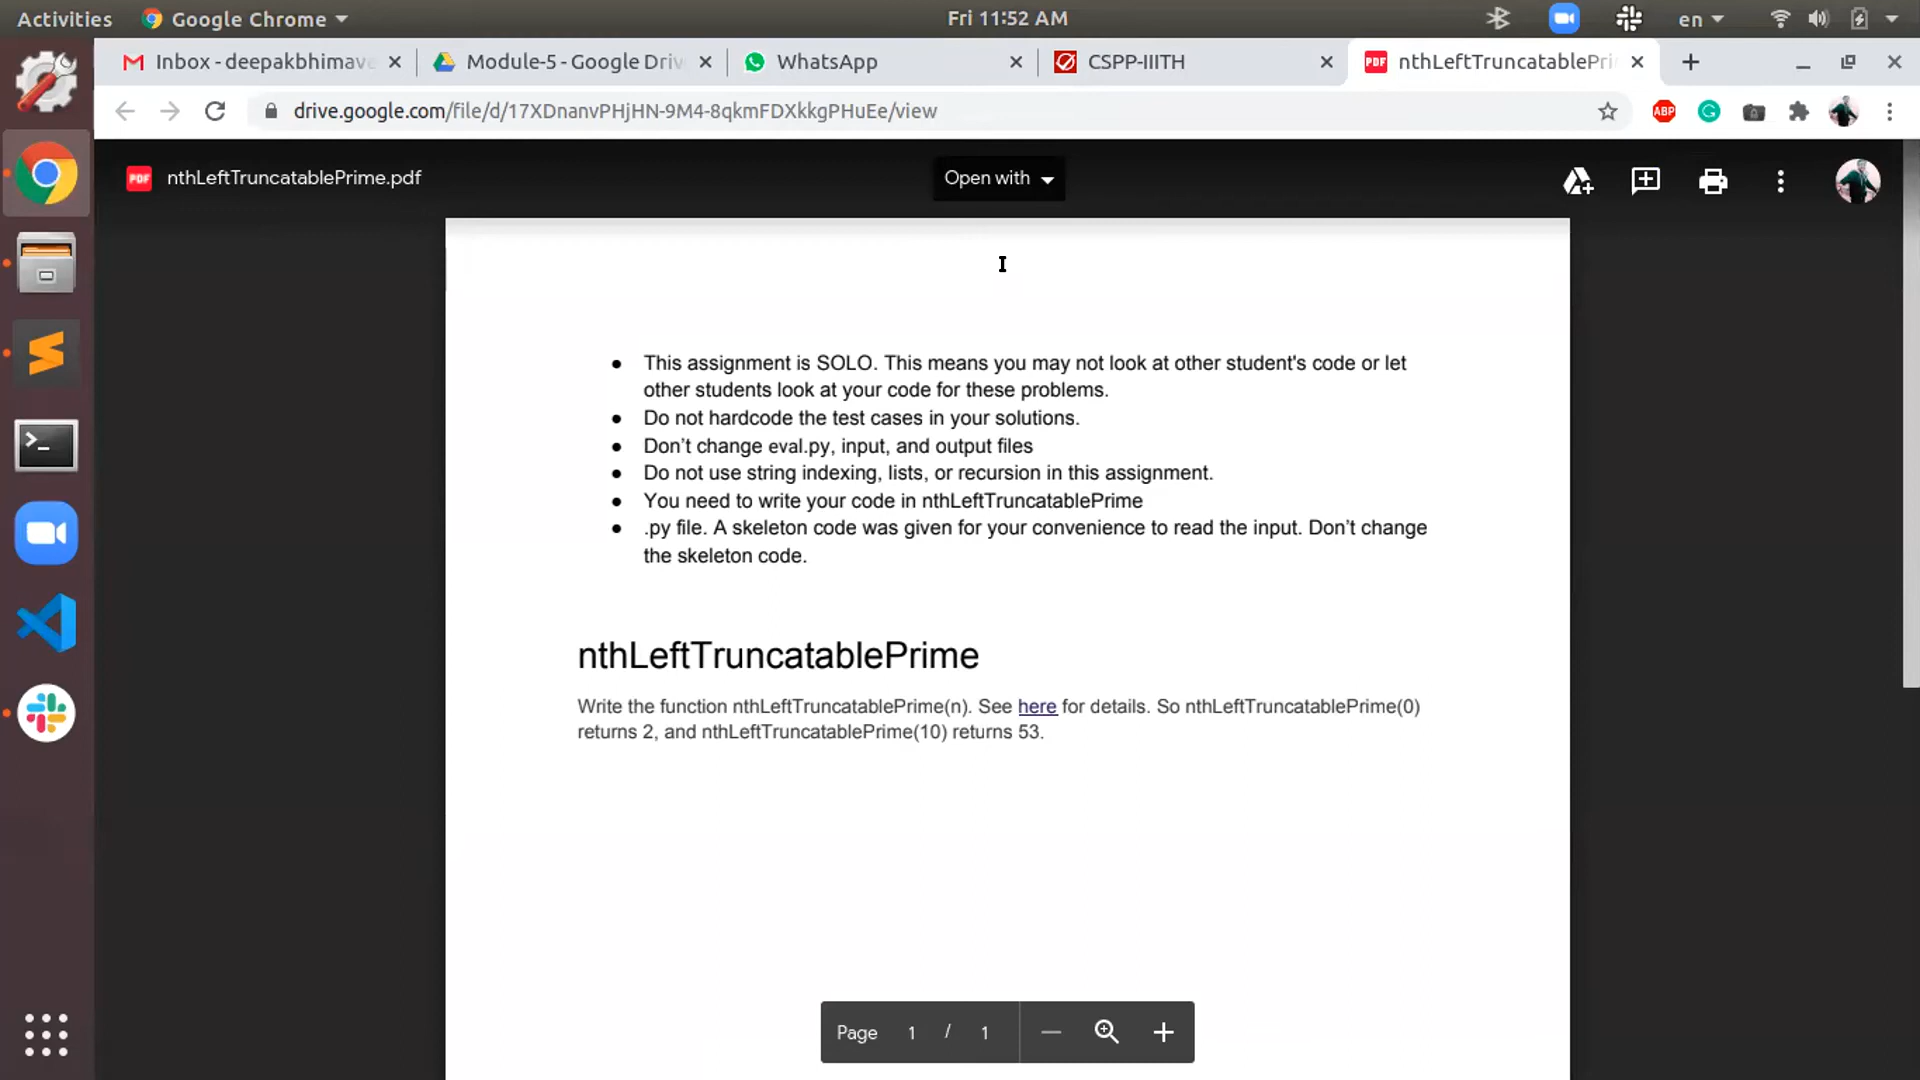 Activities
Google Chrome
Fri 11:52 AM
en
Inbox - deepakbhimave
Module-5 - Google Driv
WhatsApp
CSPP-IIITH
PDF
nthLeftTruncatablePri
drive.google.com/file/d/17XDnanvPHjHN-9M4-8qkmFDXkkgPHuEe/view
ABP
PDF
nthLeftTruncatablePrime.pdf
Open with
● This assignment is SOLO. This means you may not look at other student's code or let
other students look at your code for these problems.
● Do not hardcode the test cases in your solutions.
● Don’t change eval.py, input, and output files
● Do not use string indexing, lists, or recursion in this assignment.
● You need to write your code in nthLeftTruncatablePrime
● .py file. A skeleton code was given for your convenience to read the input. Don’t change
the skeleton code.
nthLeftTruncatablePrime
Write the function nthLeftTruncatablePrime(n). See here for details. So nthLeftTruncatablePrime(0)
returns 2, and nthLeftTruncatablePrime(10) returns 53.
Page 1 / 1